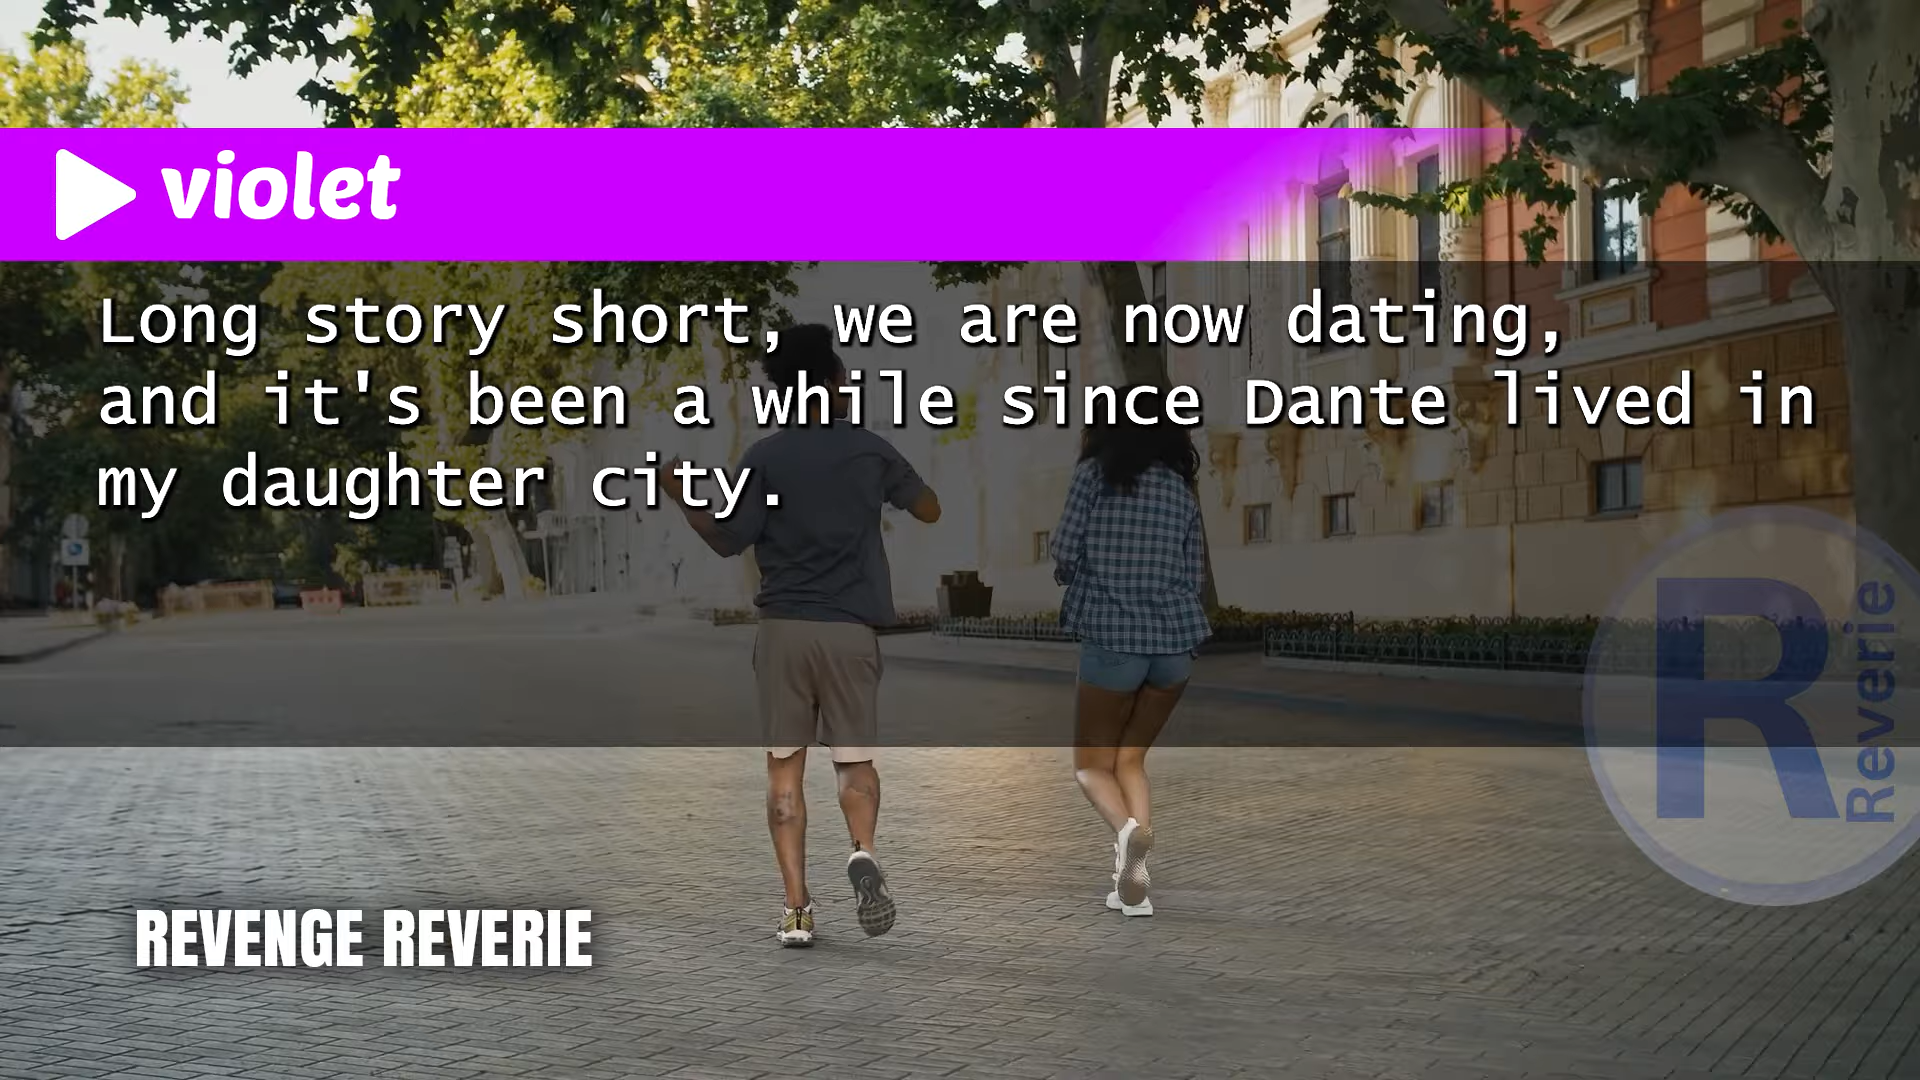 violet
Long story short, we are now dating,
and it's been a while since Dante lived in
my daughter city.
R
Reverie
REVENGE REVERIE